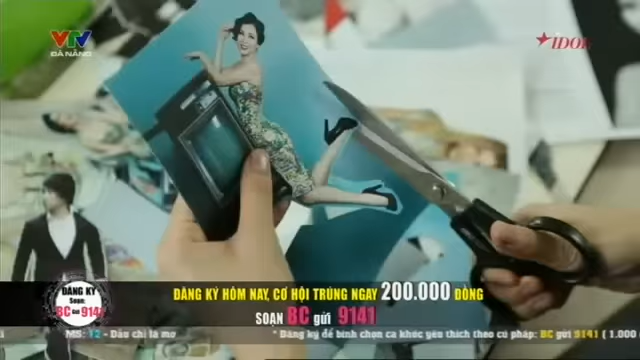 VTV
ĐÀ NẴNG
IDOL
ĐĂNG KÝ HÔM NAY, CƠ HỘI TRÚNG NGAY 200.000 ĐỒNG
SOẠN BC gửi 9141
ĐĂNG KÝ
Soạn:
BC gửi 9141
MS: Y2 - Dấu chỉ là mơ
* Đăng ký để bình chọn ca khúc yêu thích theo cú pháp: BC gửi 9141 ( 1.000